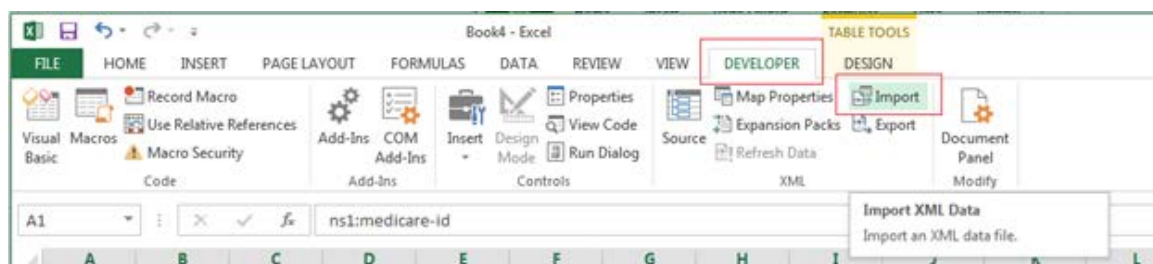 Book4 - Excel
TABLE TOOLS
FILE HOME INSERT PAGE LAYOUT FORMULAS DATA REVIEW VIEW DEVELOPER DESIGN
Visual Basic
Macros
Record Macro
Use Relative References
Macro Security
Code
Add-Ins
COM Add-Ins
Add-Ins
Insert
Design Mode
Properties
View Code
Run Dialog
Controls
Source
Map Properties
Expansion Packs
Refresh Data
Import
Export
XML
Document Panel
Modify
A1
fx
ns1:medicare-id
Import XML Data
Import an XML data file.
A B C D E F G H I L